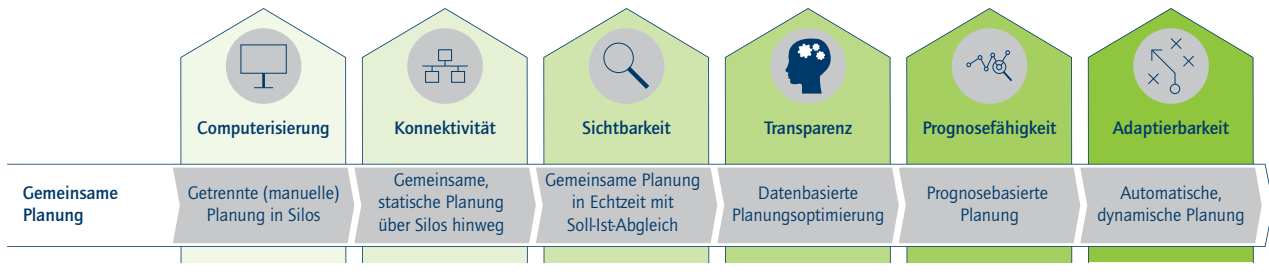 Computerisierung
Konnektivität
Sichtbarkeit
Transparenz
Prognosefähigkeit
Adaptierbarkeit
Gemeinsame
Planung
Getrennte (manuelle)
Planung in Silos
Gemeinsame,
statische Planung
über Silos hinweg
Gemeinsame Planung
in Echtzeit mit
Soll-Ist-Abgleich
Datenbasierte
Planungsoptimierung
Prognosebasierte
Planung
Automatische,
dynamische Planung